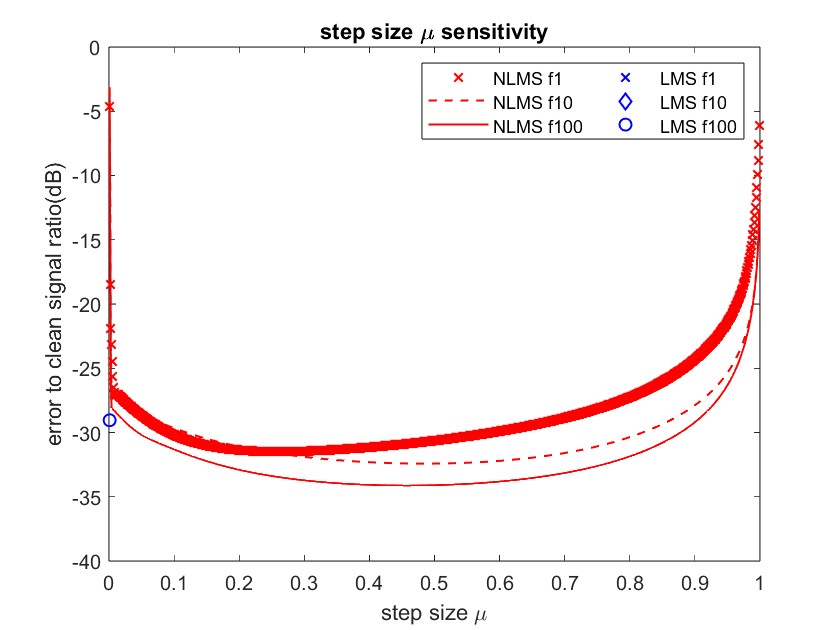 step size μ sensitivity
0
-5
-10
-15
-20
-25
-30
-35
-40
error to clean signal ratio(dB)
NLMS f1 LMS f1
NLMS f10 LMS f10
NLMS f100 LMS f100
0 0.1 0.2 0.3 0.4 0.5 0.6 0.7 0.8 0.9 1
step size μ